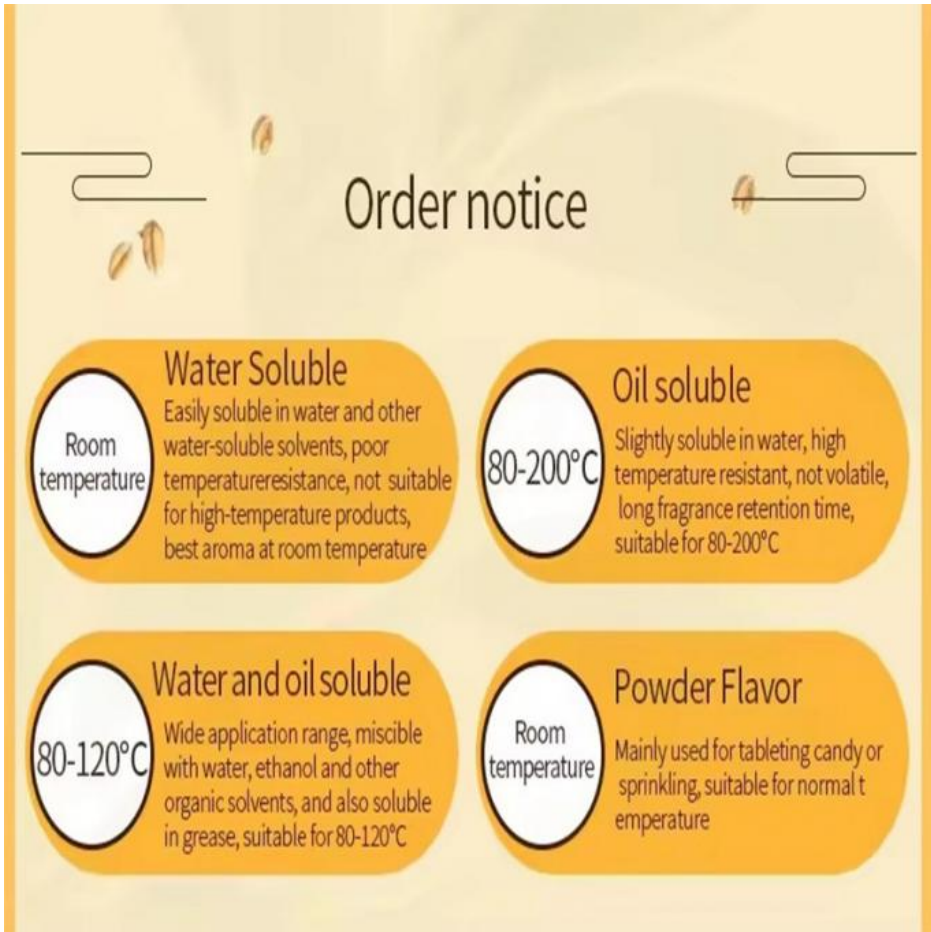 Order notice
Room
temperature
Water Soluble
Easily soluble in water and other
water-soluble solvents, poor
temperatureresistance, not suitable
for high-temperature products,
best aroma at room temperature
80-200°C
Oil soluble
Slightly soluble in water, high
temperature resistant, not volatile,
long fragrance retention time,
suitable for 80-200°C
80-120°C
Water and oil soluble
Wide application range, miscible
with water, ethanol and other
organic solvents, and also soluble
in grease, suitable for 80-120°C
Room
temperature
Powder Flavor
Mainly used for tableting candy or
sprinkling, suitable for normal t
emperature